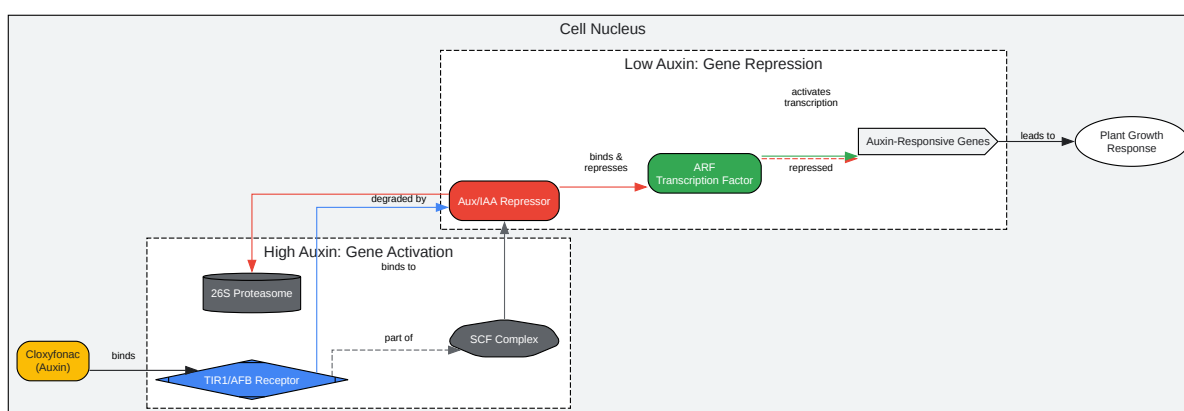 Cell Nucleus
Low Auxin: Gene Repression
activates
transcription
Auxin-Responsive Genes
leads to
Plant Growth
Response
binds &
represses
ARF
Transcription Factor
repressed
degraded by
Aux/IAA Repressor
High Auxin: Gene Activation
binds to
26S Proteasome
part of
SCF Complex
Cloxyfonac
(Auxin)
binds
TIR1/AFB Receptor